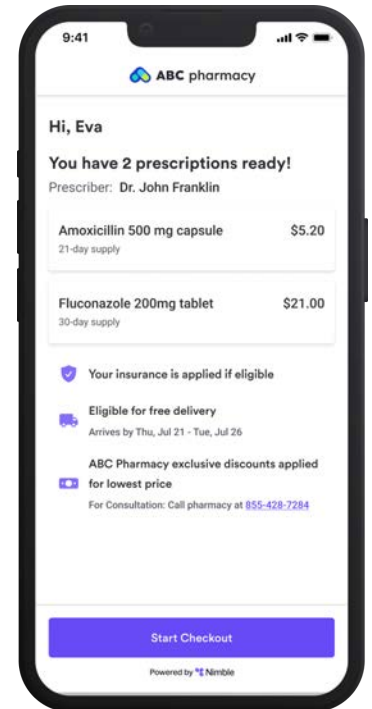 9:41
ABC pharmacy
Hi, Eva
You have 2 prescriptions ready!
Prescriber: Dr. John Franklin
Amoxicillin 500 mg capsule $5.20
21-day supply
Fluconazole 200mg tablet $21.00
30-day supply
Your insurance is applied if eligible
Eligible for free delivery
Arrives by Thu, Jul 21 - Tue, Jul 26
ABC Pharmacy exclusive discounts applied
for lowest price
For Consultation: Call pharmacy at 855-428-7284
Start Checkout
Powered by Nimble